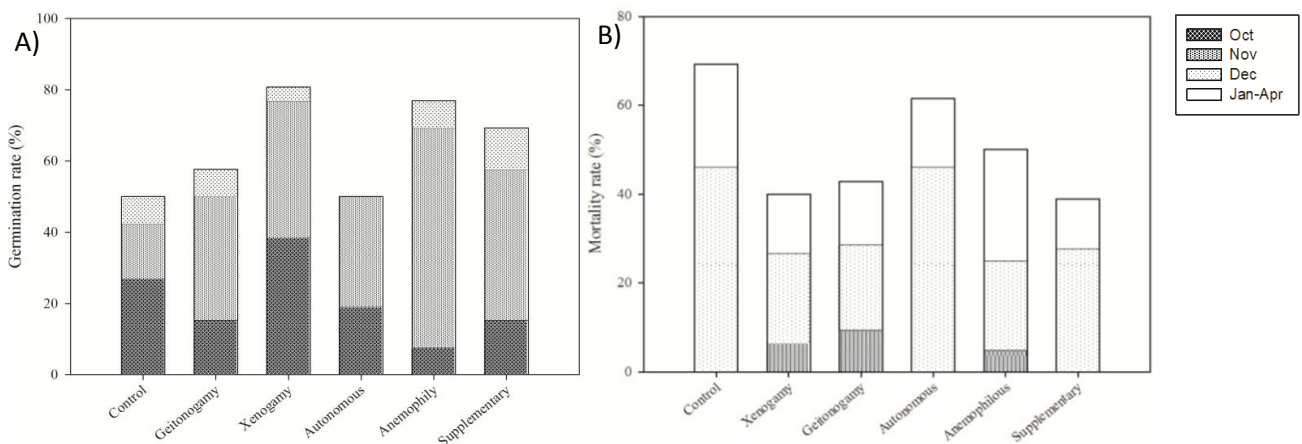 A)
Germination rate (%)
100
80
60
40
20
0
Control
Geitonogamy
Xenogamy
Autonomous
Anemophily
Supplementary
B)
Mortality rate (%)
80
60
40
20
0
Control
Xenogamy
Geitonogamy
Autonomous
Anemophilous
Supplementary
Oct
Nov
Dec
Jan-Apr